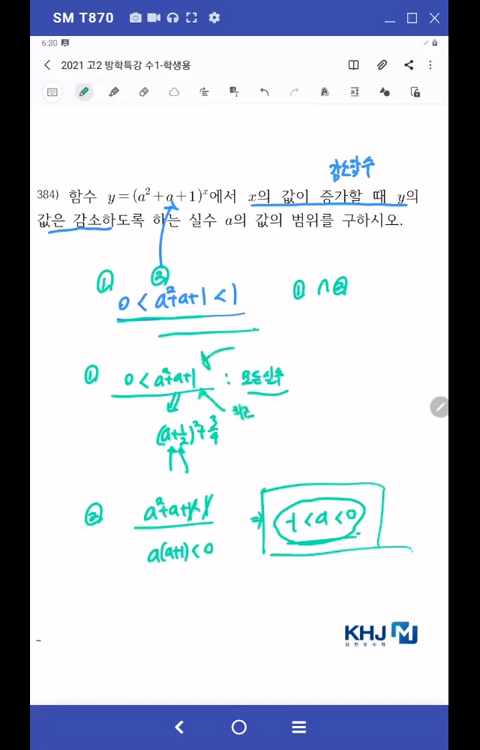 SM T870
6:30
2021 고2 방학특강 수1-학생용
감소함수
384) 함수 y=(a²+a+1)ˣ에서 x의 값이 증가할 때 y의
값은 감소하도록 하는 실수 a의 값의 범위를 구하시오.
① ②
0<a²+a+1<1 ①∩②
① 0<a²+a+1 : 모든실수
(a+1/2)²+3/4
② a²+a+1<1 ⇒ -1<a<0
a(a+1)<0
KHJ M